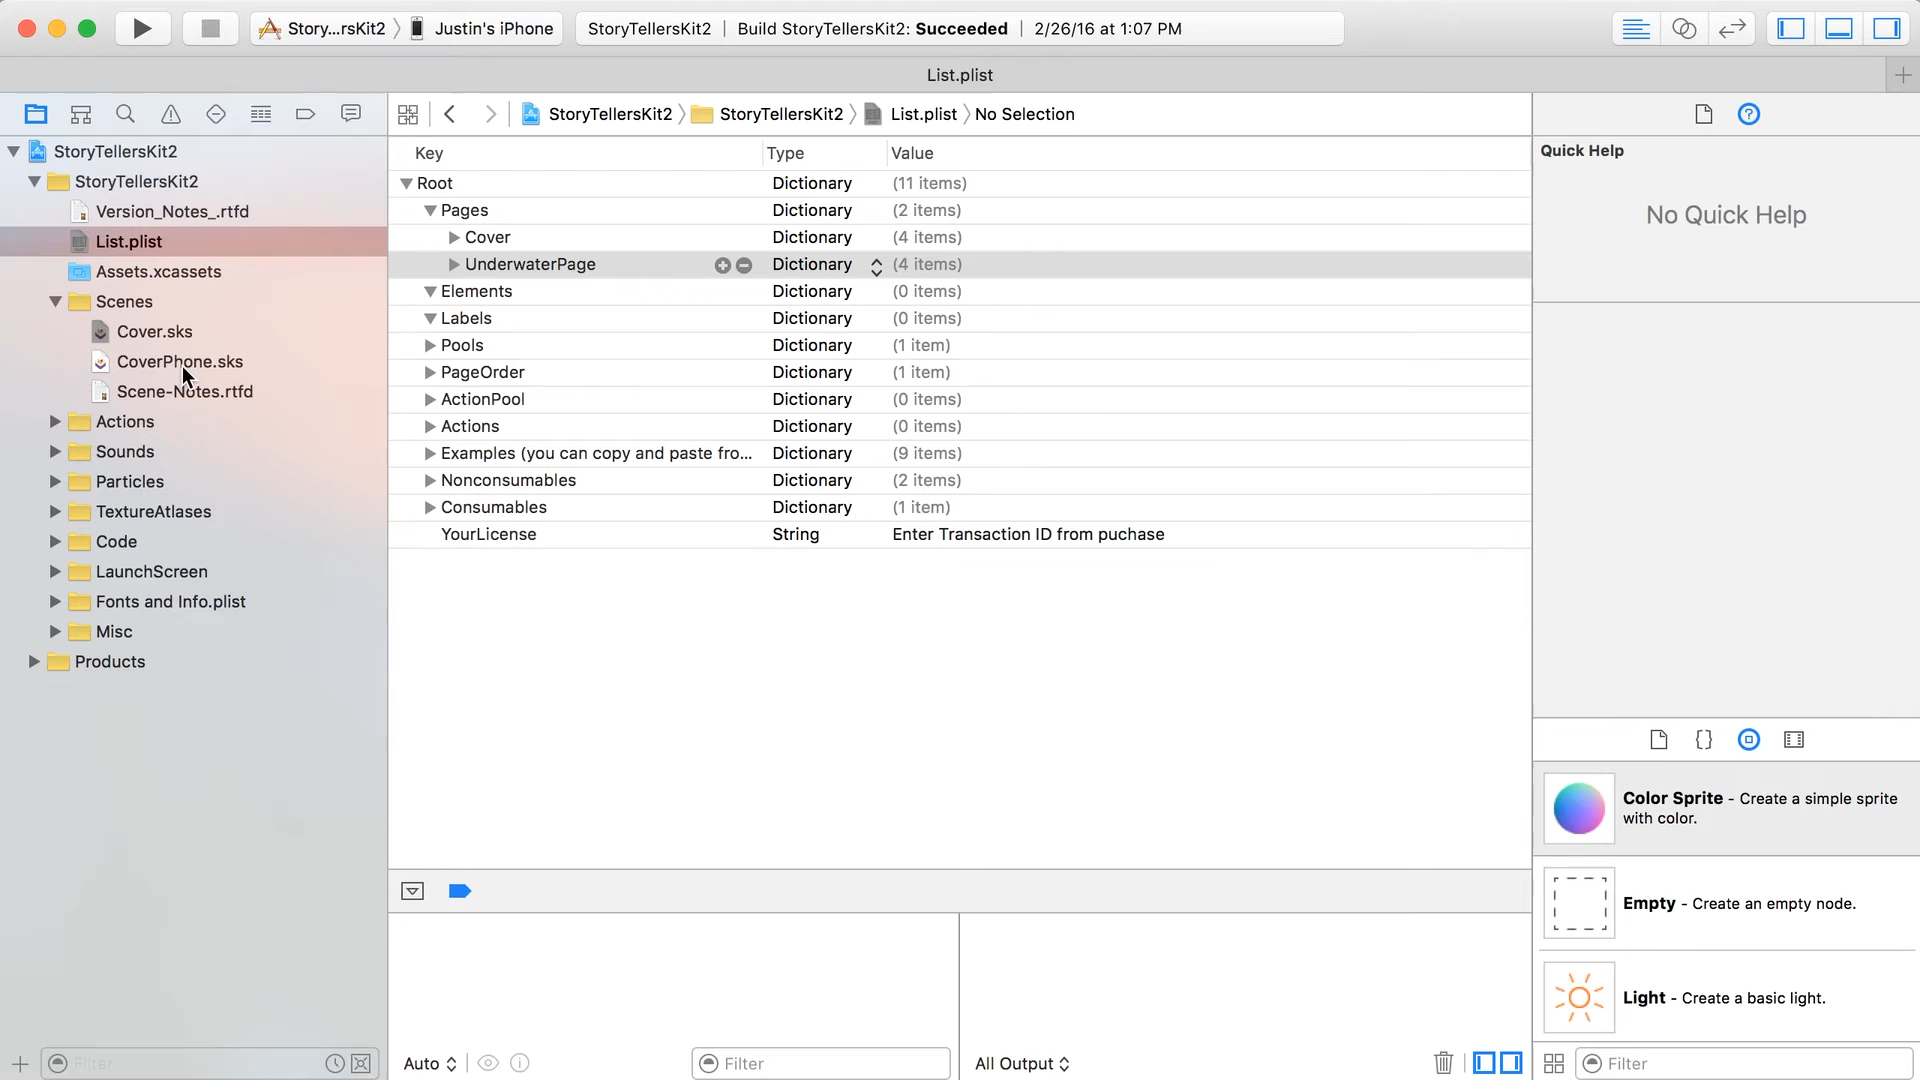 Story...rsKit2 Justin's iPhone StoryTellersKit2 Build StoryTellersKit2: Succeeded 2/26/16 at 1:07 PM
List.plist
StoryTellersKit2 StoryTellersKit2 List.plist No Selection
StoryTellersKit2
StoryTellersKit2
Version_Notes_.rtfd
List.plist
Assets.xcassets
Scenes
Cover.sks
CoverPhone.sks
Scene-Notes.rtfd
Actions
Sounds
Particles
TextureAtlases
Code
LaunchScreen
Fonts and Info.plist
Misc
Products
Filter
Key Type Value
Root Dictionary (11 items)
Pages Dictionary (2 items)
Cover Dictionary (4 items)
UnderwaterPage Dictionary (4 items)
Elements Dictionary (0 items)
Labels Dictionary (0 items)
Pools Dictionary (1 item)
PageOrder Dictionary (1 item)
ActionPool Dictionary (0 items)
Actions Dictionary (0 items)
Examples (you can copy and paste fro... Dictionary (9 items)
Nonconsumables Dictionary (2 items)
Consumables Dictionary (1 item)
YourLicense String Enter Transaction ID from puchase
Auto Filter All Output
Quick Help
No Quick Help
Color Sprite - Create a simple sprite
with color.
Empty - Create an empty node.
Light - Create a basic light.
Filter